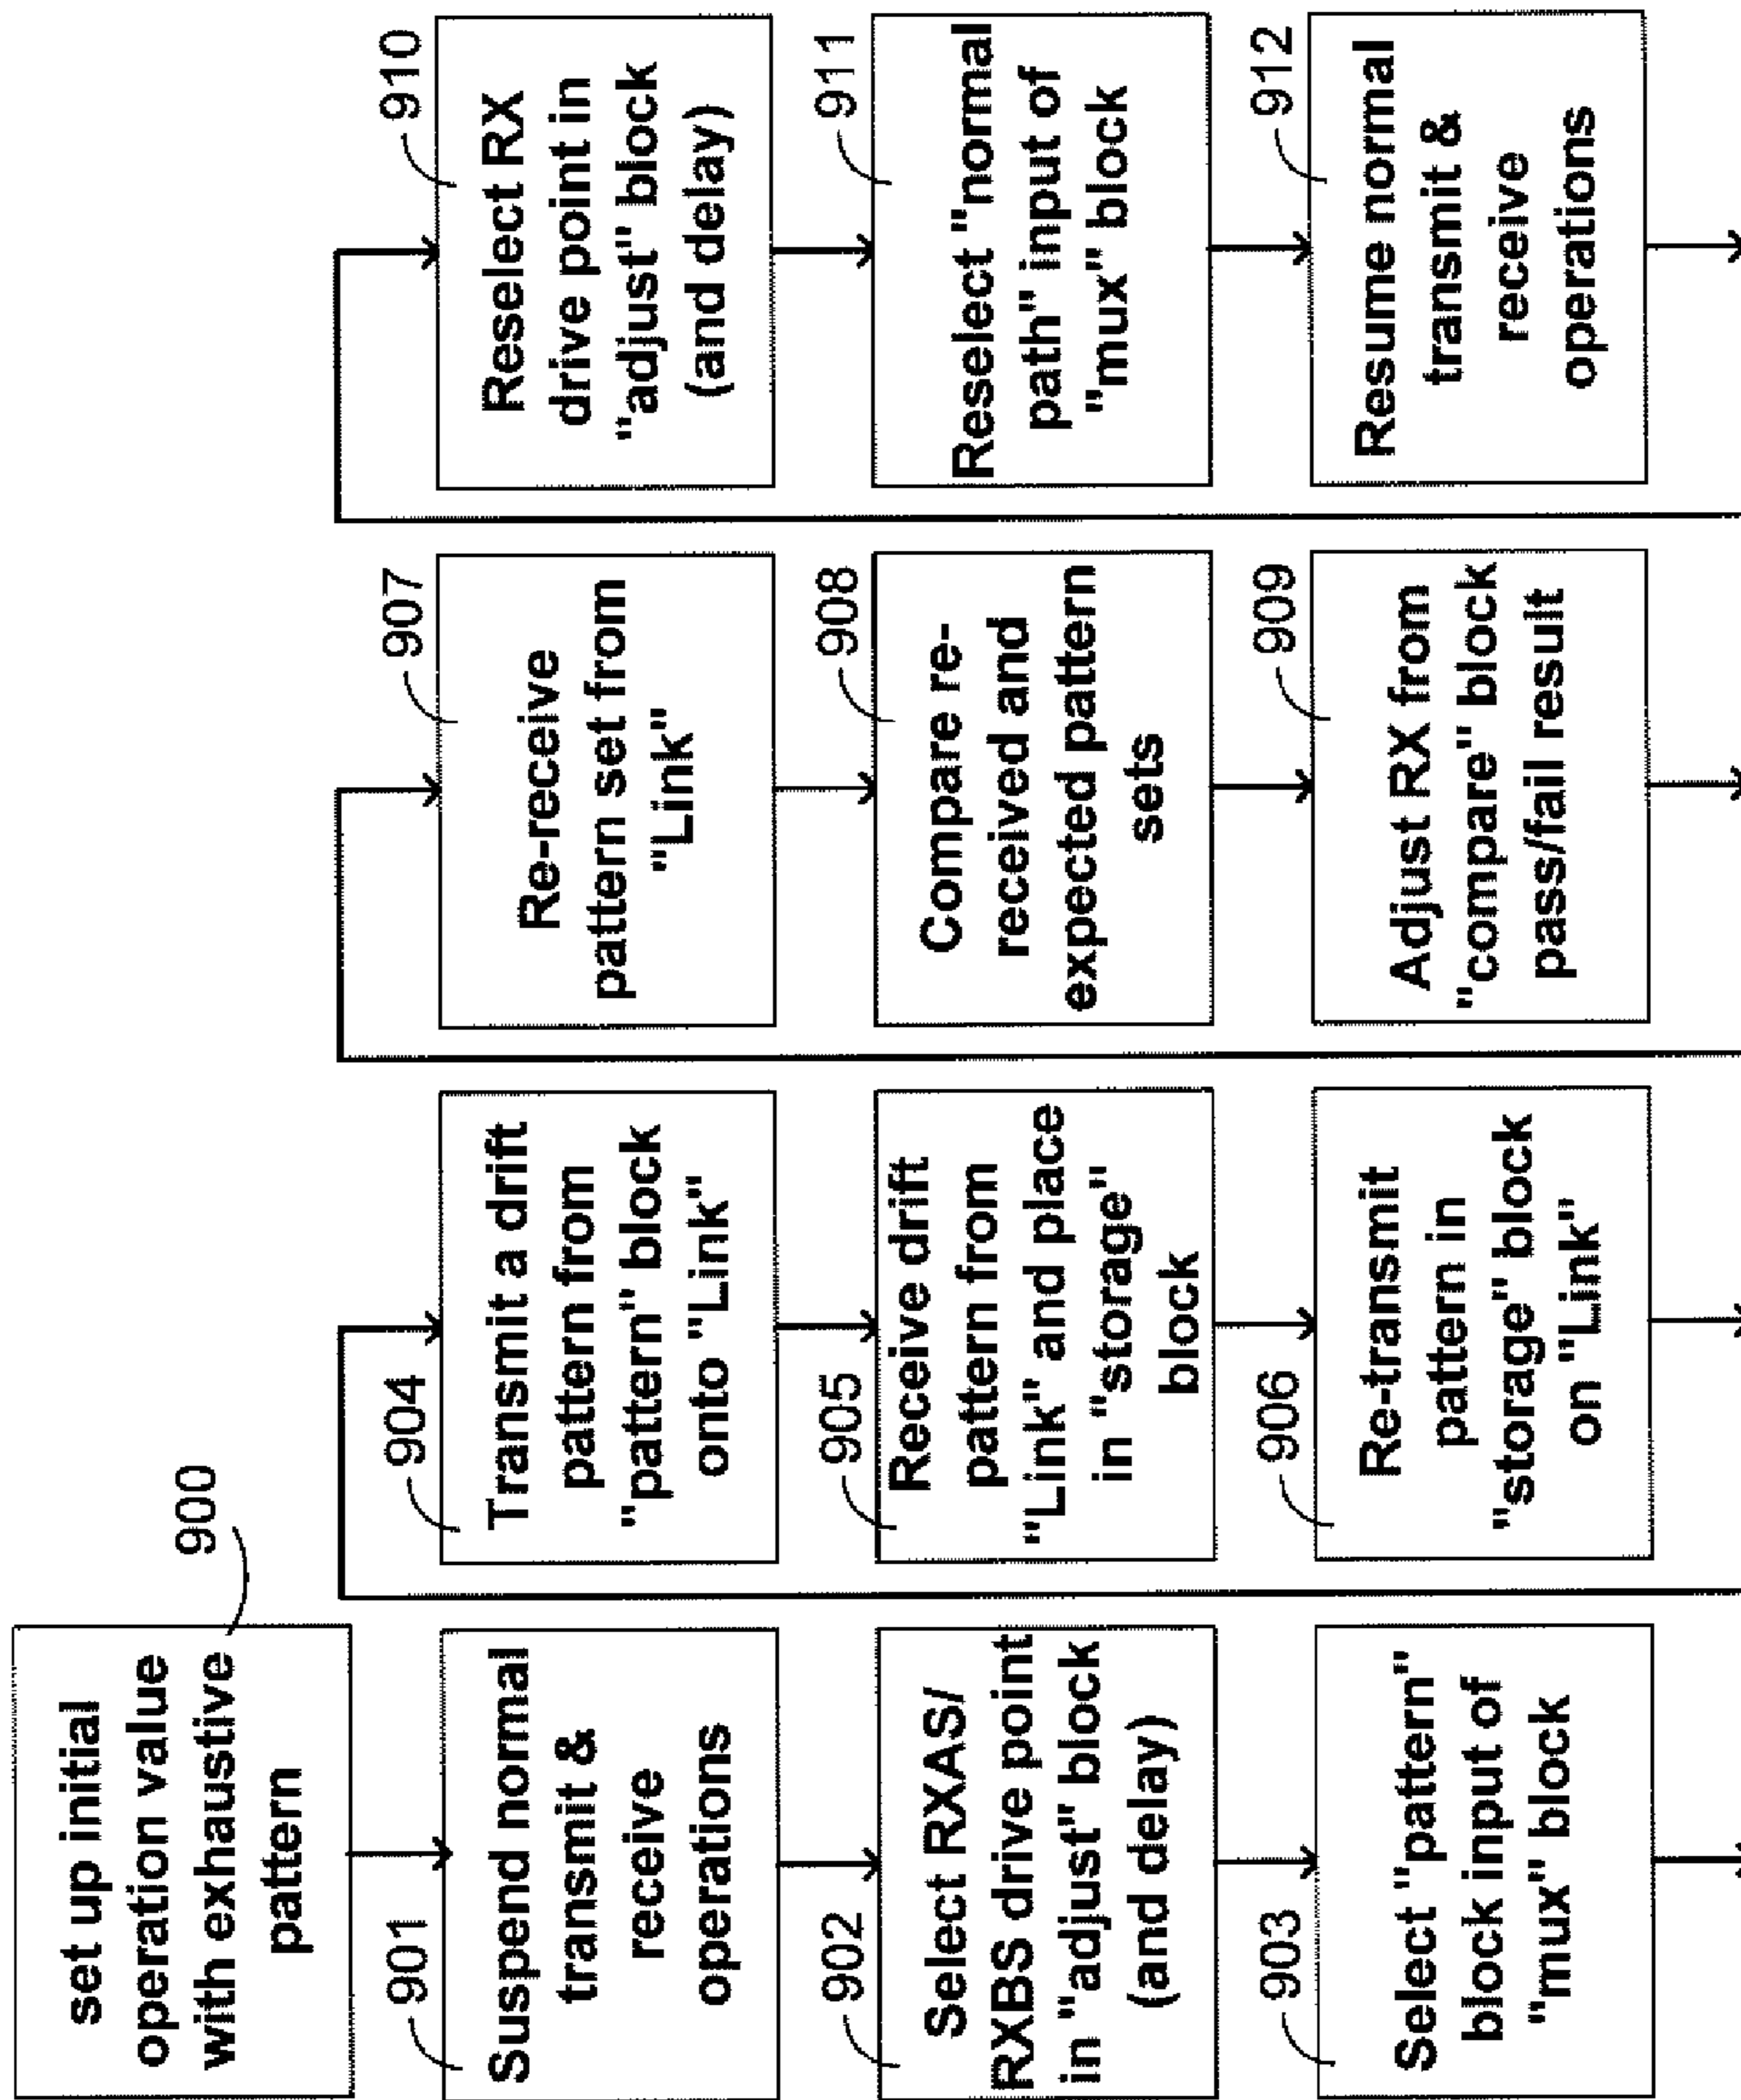 900
set up initial
operation value
with exhaustive
pattern
901
Suspend normal
transmit &
receive
operations
902
Select RXAS/
RXBS drive point
in "adjust" block
(and delay)
903
Select "pattern"
block input of
"mux" block
904
Transmit a drift
pattern from
"pattern" block
onto "Link"
905
Receive drift
pattern from
"Link" and place
in "storage"
block
906
Re-transmit
pattern in
"storage" block
on "Link"
907
Re-receive
pattern set from
"Link"
908
Compare re-
received and
expected pattern
sets
909
Adjust RX from
"compare" block
pass/fail result
910
Reselect RX
drive point in
"adjust" block
(and delay)
911
Reselect "normal
path" input of
"mux" block
912
Resume normal
transmit &
receive
operations